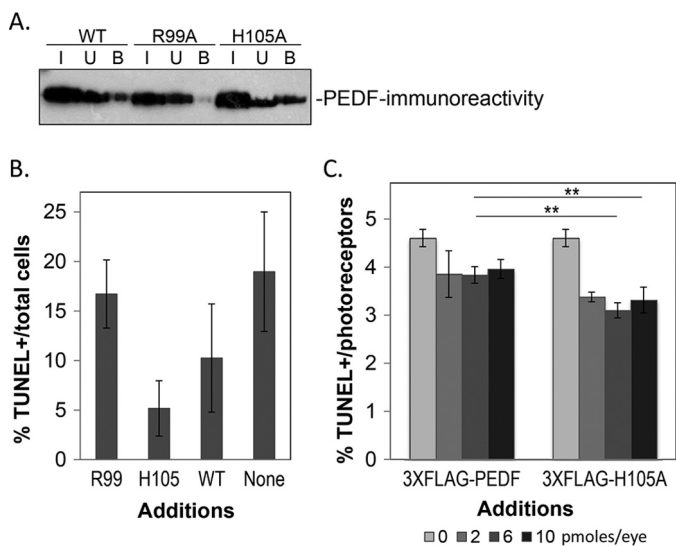 A.
WT R99A H105A
I U B I U B I U B
-PEDF-immunoreactivity
B.
% TUNEL+/total cells
25
20
15
10
5
0
R99 H105 WT None
Additions
C.
% TUNEL+/photoreceptors
**
**
5
4
3
2
1
0
3XFLAG-PEDF 3XFLAG-H105A
Additions
0 2 6 10 pmoles/eye